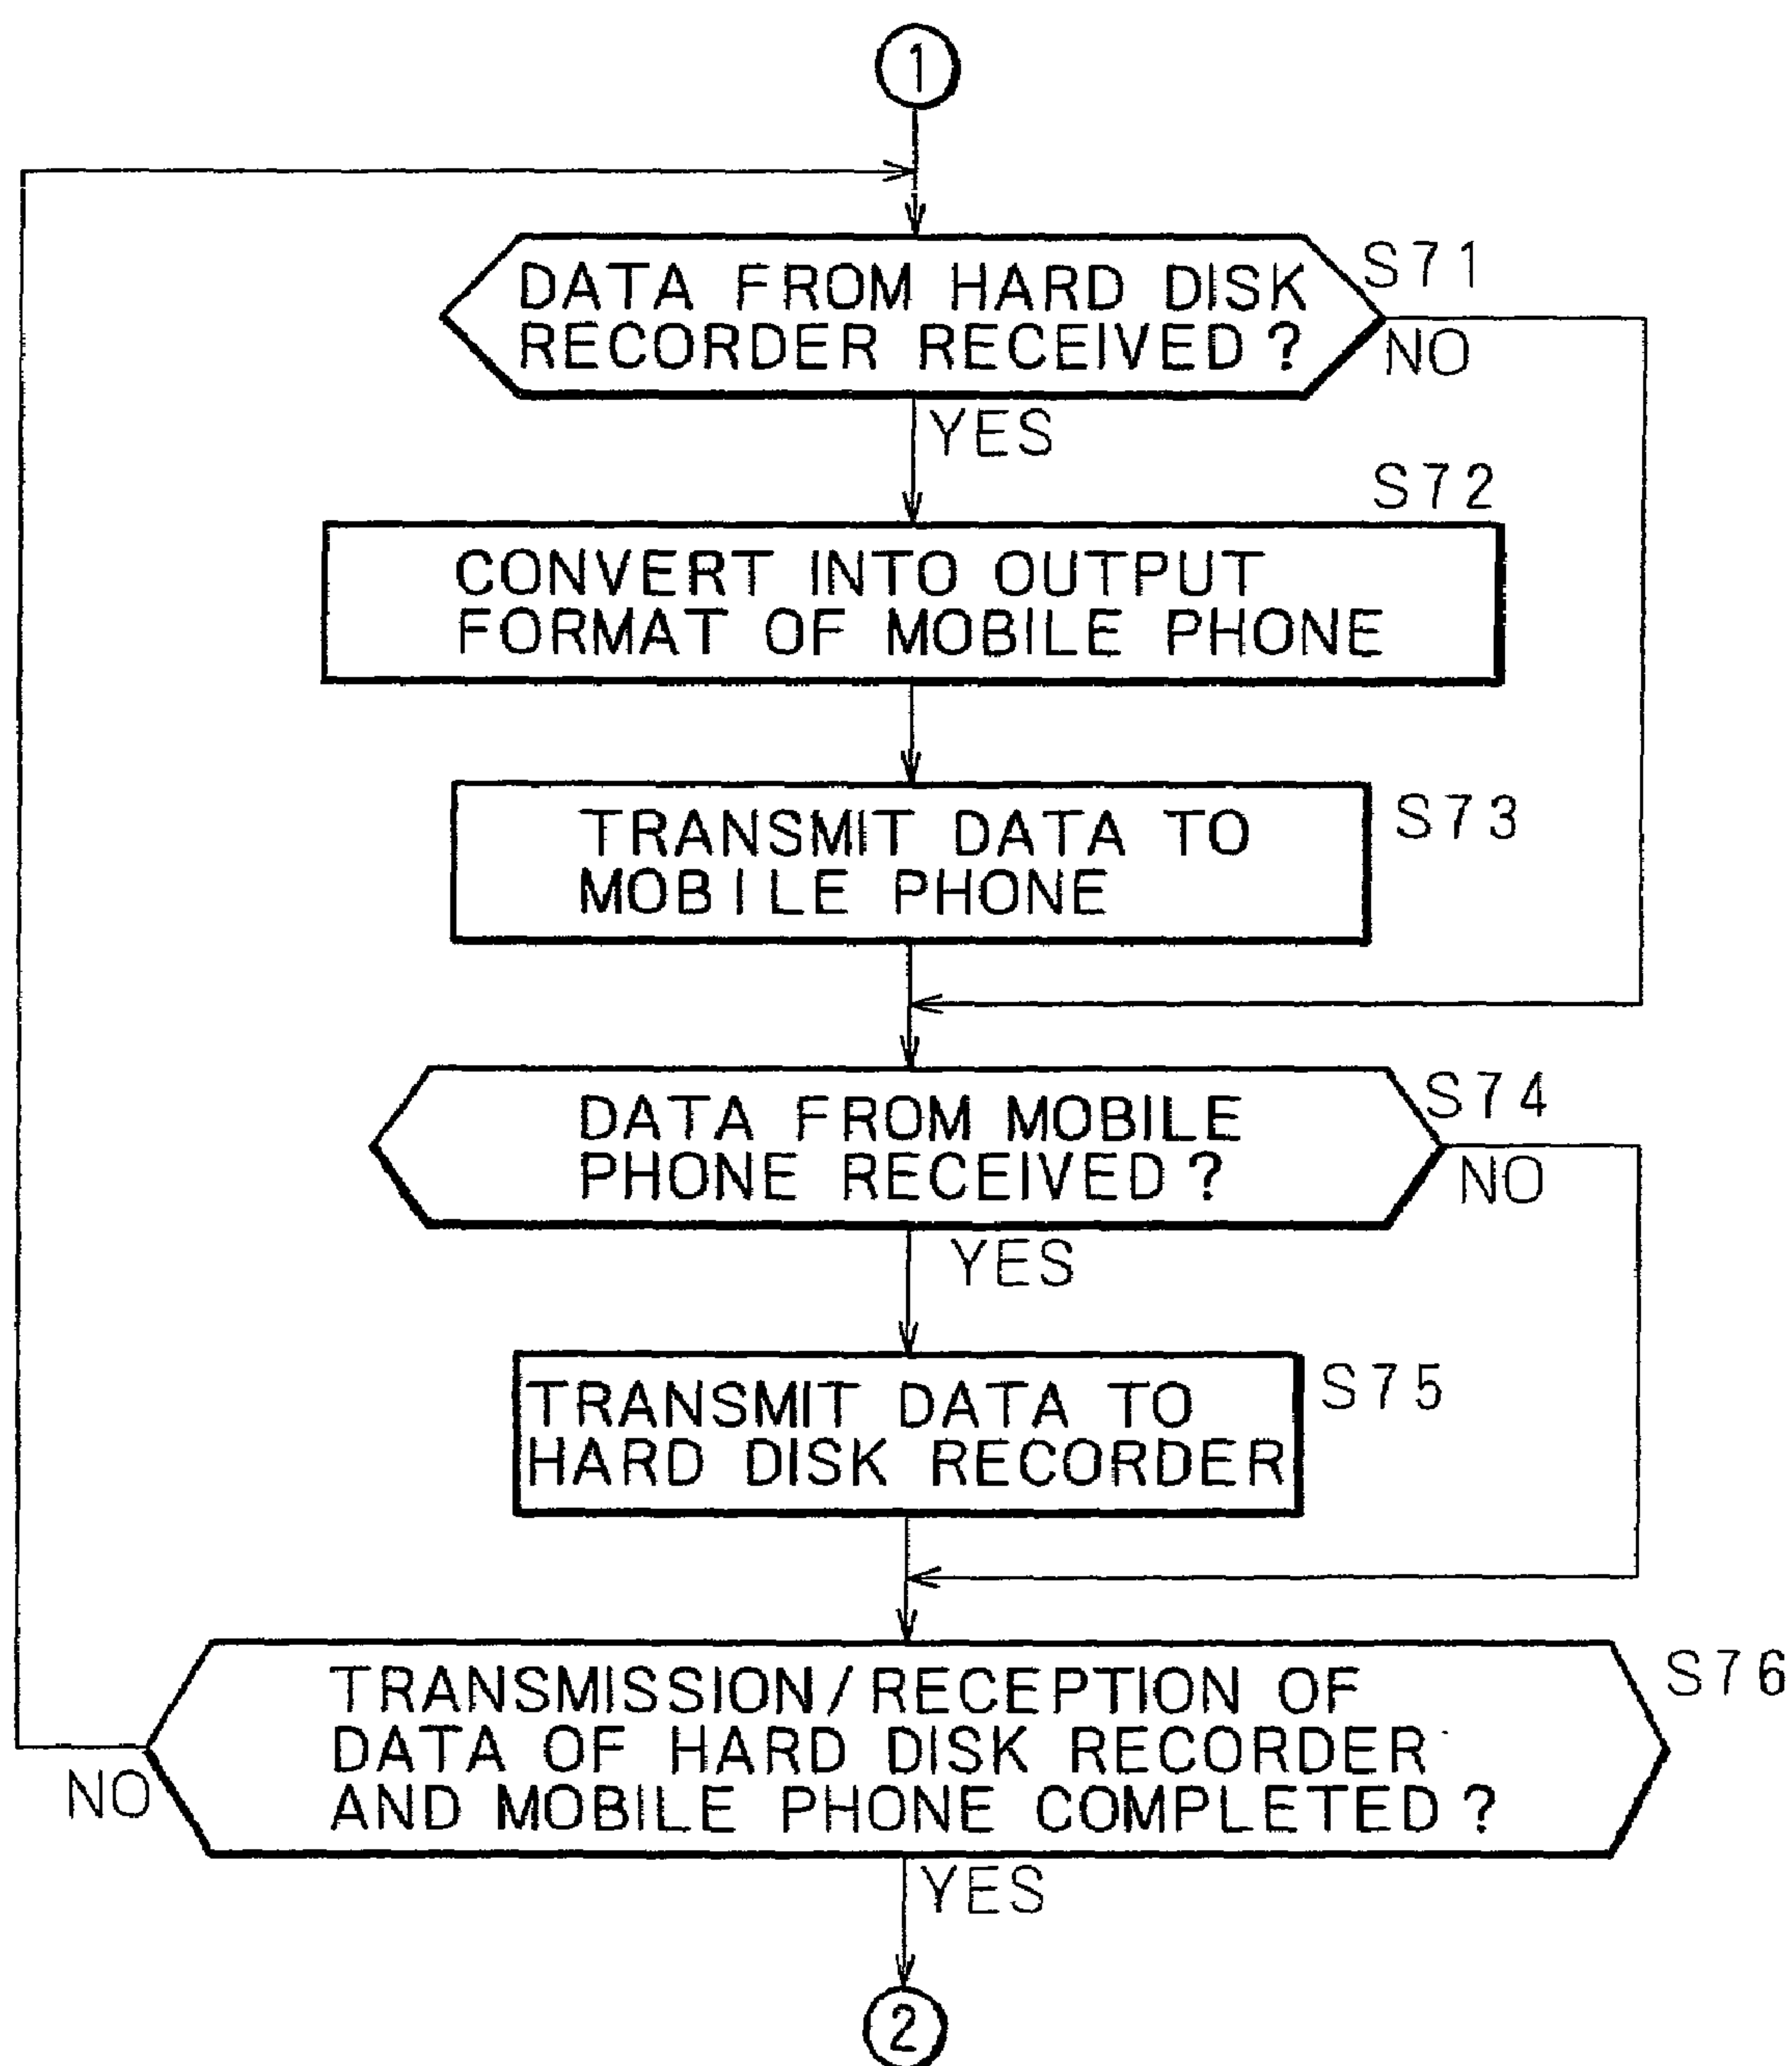 1
DATA FROM HARD DISK
RECORDER RECEIVED?
S71
NO
YES
S72
CONVERT INTO OUTPUT
FORMAT OF MOBILE PHONE
TRANSMIT DATA TO
MOBILE PHONE
S73
DATA FROM MOBILE
PHONE RECEIVED?
S74
NO
YES
TRANSMIT DATA TO
HARD DISK RECORDER
S75
TRANSMISSION/RECEPTION OF
DATA OF HARD DISK RECORDER
AND MOBILE PHONE COMPLETED?
S76
NO
YES
2